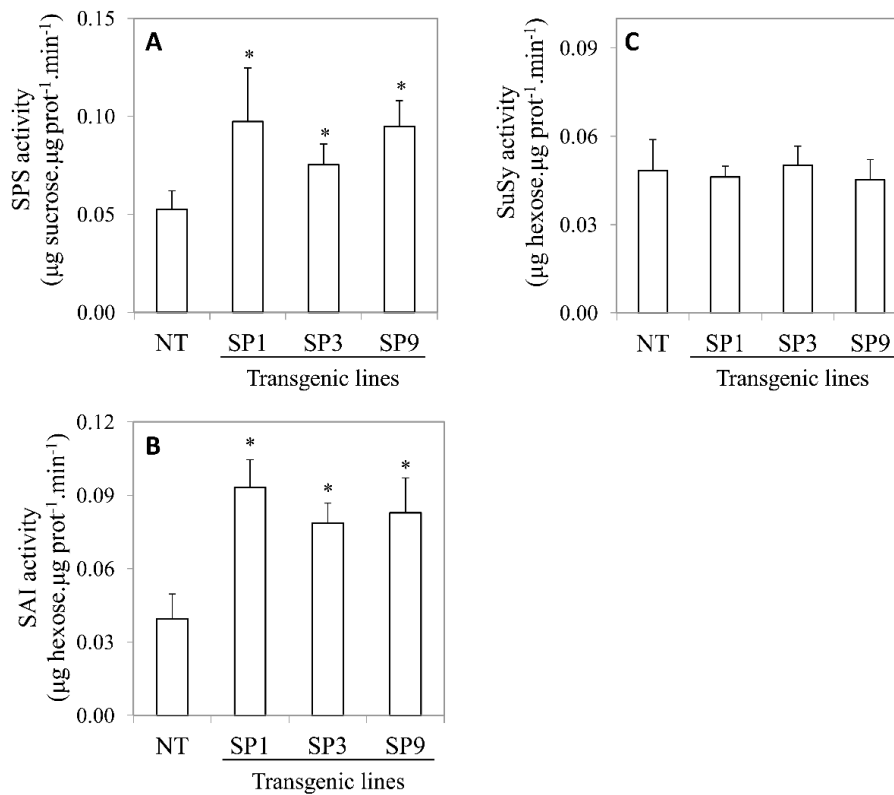 A
SPS activity
(µg sucrose.µg prot⁻¹.min⁻¹)
0.15
0.10
0.05
0.00
*
*
*
NT SP1 SP3 SP9
Transgenic lines
C
SuSy activity
(µg hexose.µg prot⁻¹.min⁻¹)
0.09
0.06
0.03
0.00
NT SP1 SP3 SP9
Transgenic lines
B
SAI activity
(µg hexose.µg prot⁻¹.min⁻¹)
0.12
0.09
0.06
0.03
0.00
*
*
*
NT SP1 SP3 SP9
Transgenic lines